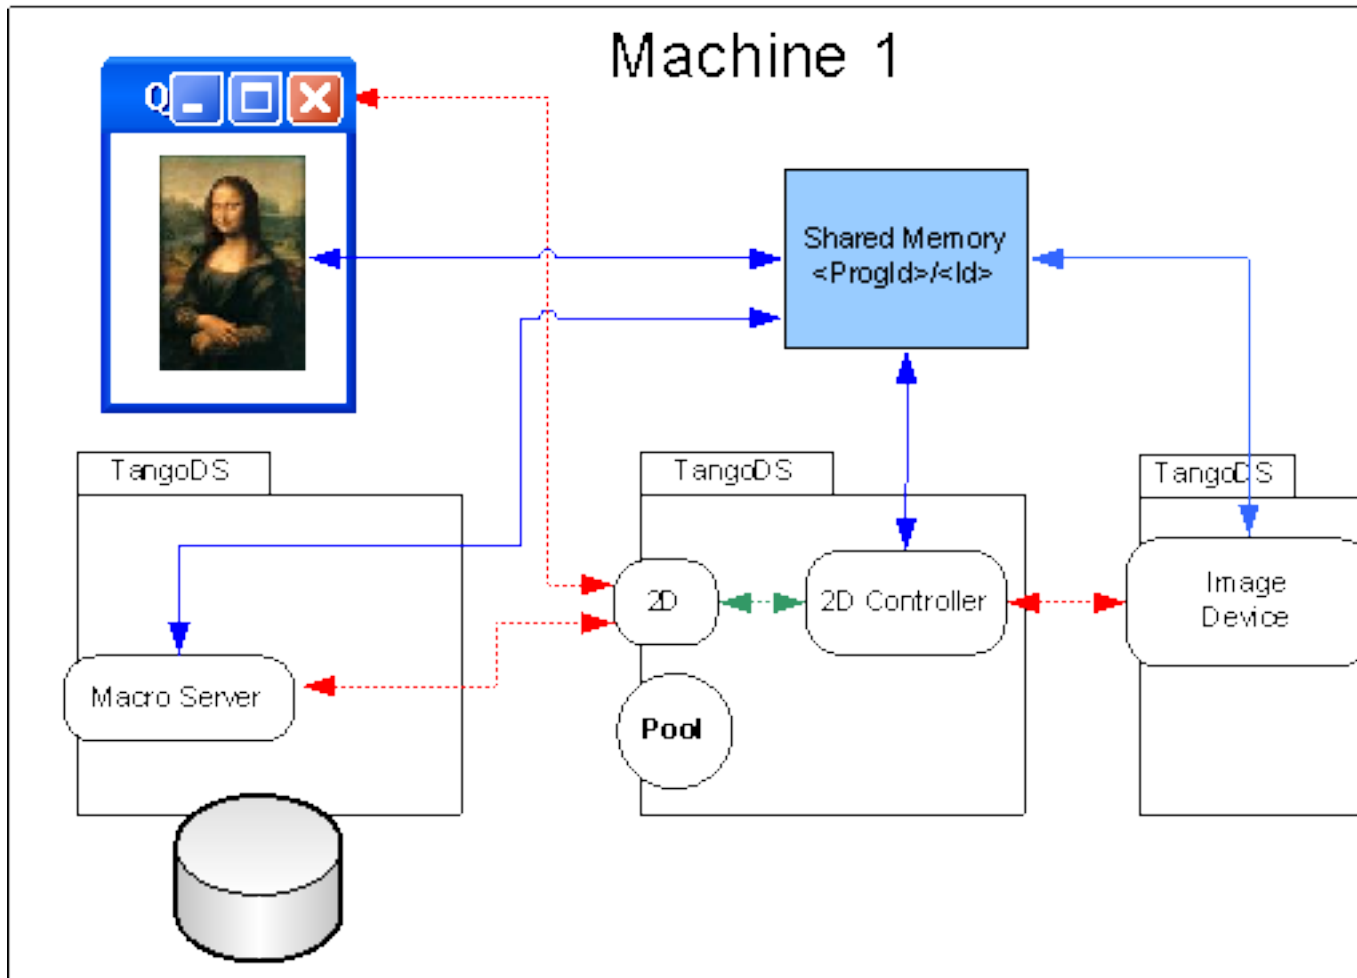 Machine 1
Q
Shared Memory
<ProgId>/<Id>
TangoDS
TangoDS
TangoDS
2D
2D Controller
Image
Device
Macro Server
Pool